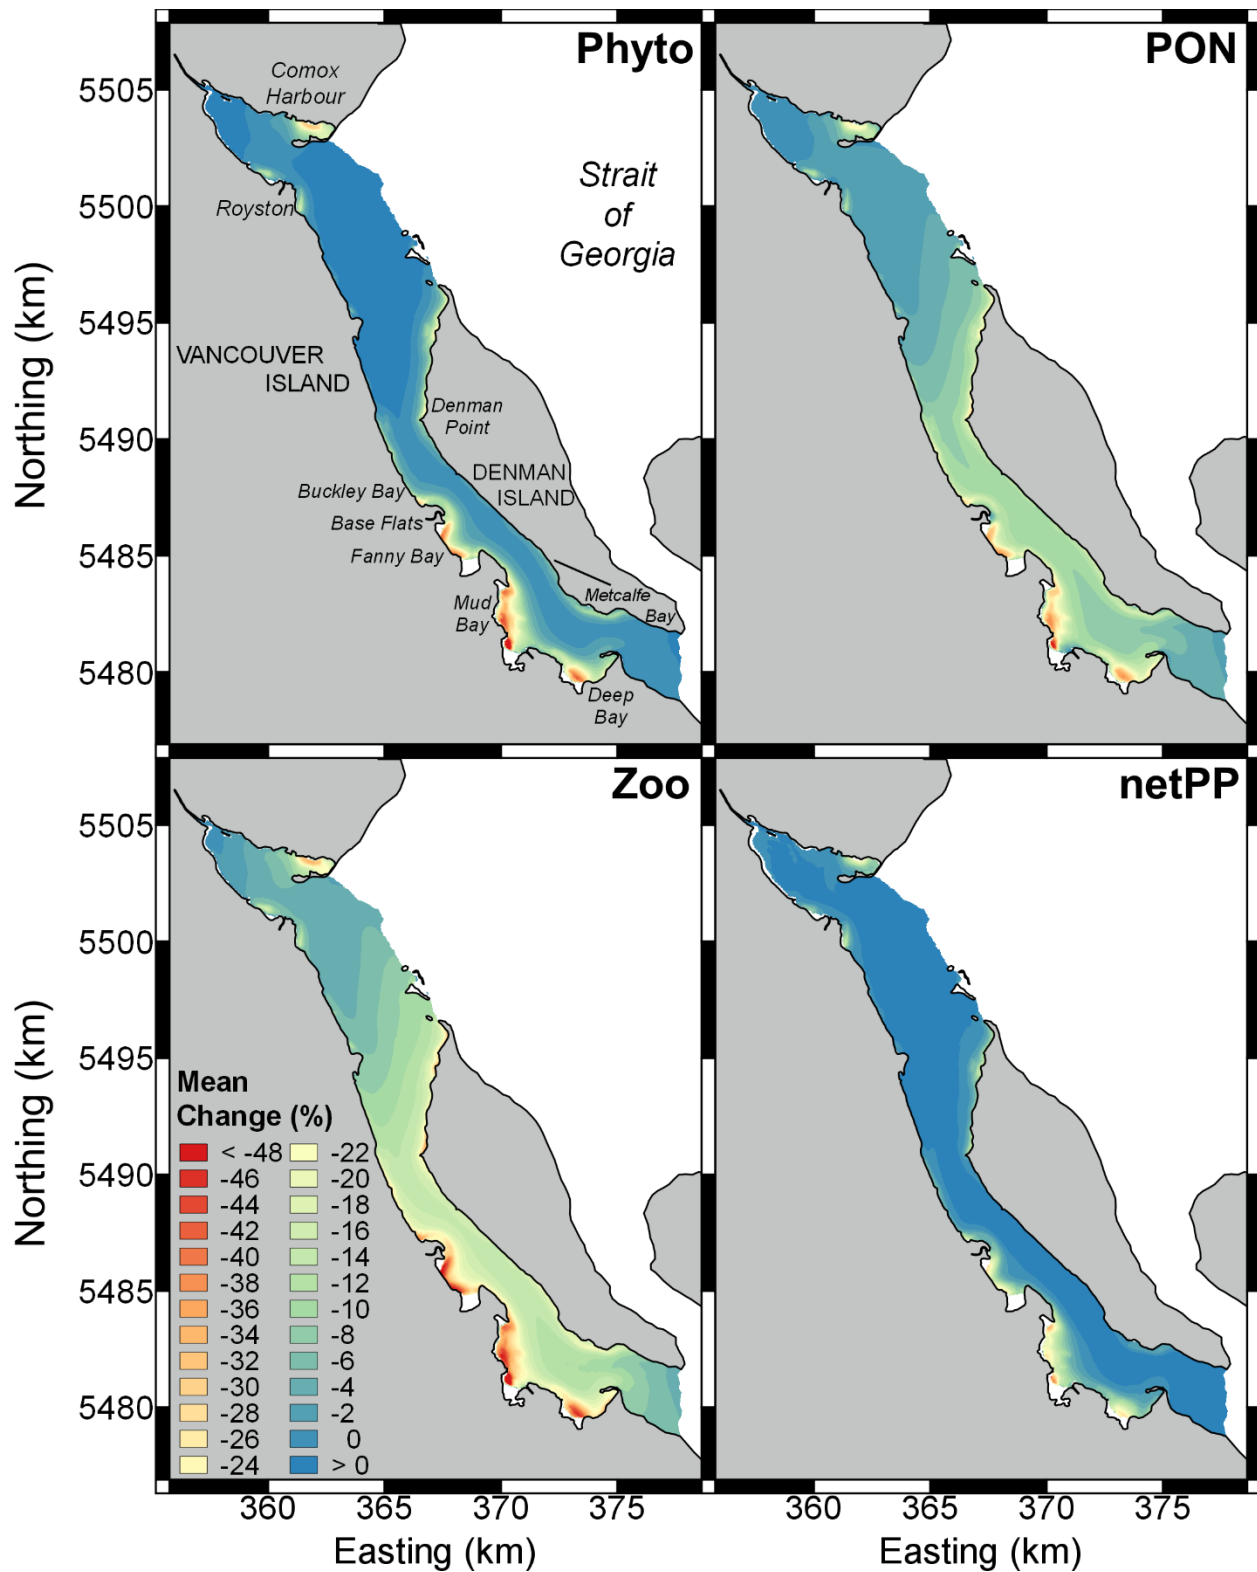 Phyto
PON
Comox
Harbour
Strait
of
Georgia
Royston
VANCOUVER
ISLAND
Denman
Point
DENMAN
ISLAND
Buckley Bay
Base Flats
Fanny Bay
Metcalfe
Bay
Mud
Bay
Deep
Bay
5505
5500
5495
5490
5485
5480
Northing (km)
Zoo
netPP
5505
5500
5495
5490
5485
5480
Northing (km)
Mean
Change (%)
< -48 -22
-46 -20
-44 -18
-42 -16
-40 -14
-38 -12
-36 -10
-34 -8
-32 -6
-30 -4
-28 -2
-26 0
-24 > 0
360 365 370 375
360 365 370 375
Easting (km)
Easting (km)